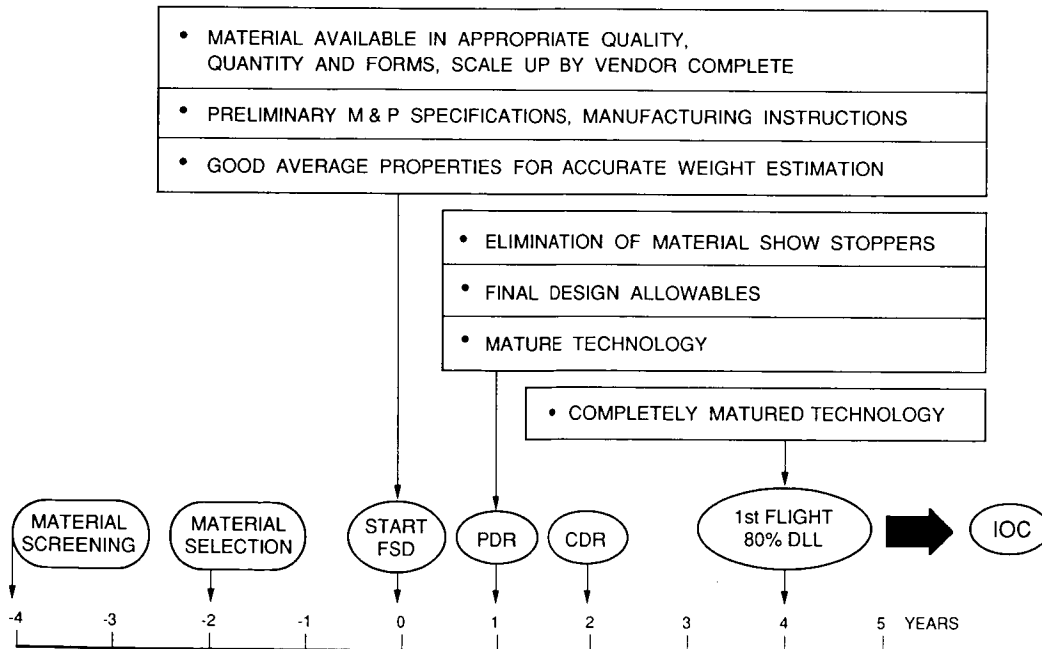 • MATERIAL AVAILABLE IN APPROPRIATE QUALITY,
QUANTITY AND FORMS, SCALE UP BY VENDOR COMPLETE
• PRELIMINARY M & P SPECIFICATIONS, MANUFACTURING INSTRUCTIONS
• GOOD AVERAGE PROPERTIES FOR ACCURATE WEIGHT ESTIMATION
• ELIMINATION OF MATERIAL SHOW STOPPERS
• FINAL DESIGN ALLOWABLES
• MATURE TECHNOLOGY
• COMPLETELY MATURED TECHNOLOGY
MATERIAL
SCREENING
MATERIAL
SELECTION
START
FSD
PDR
CDR
1st FLIGHT
80% DLL
IOC
-4 -3 -2 -1 0 1 2 3 4 5 YEARS